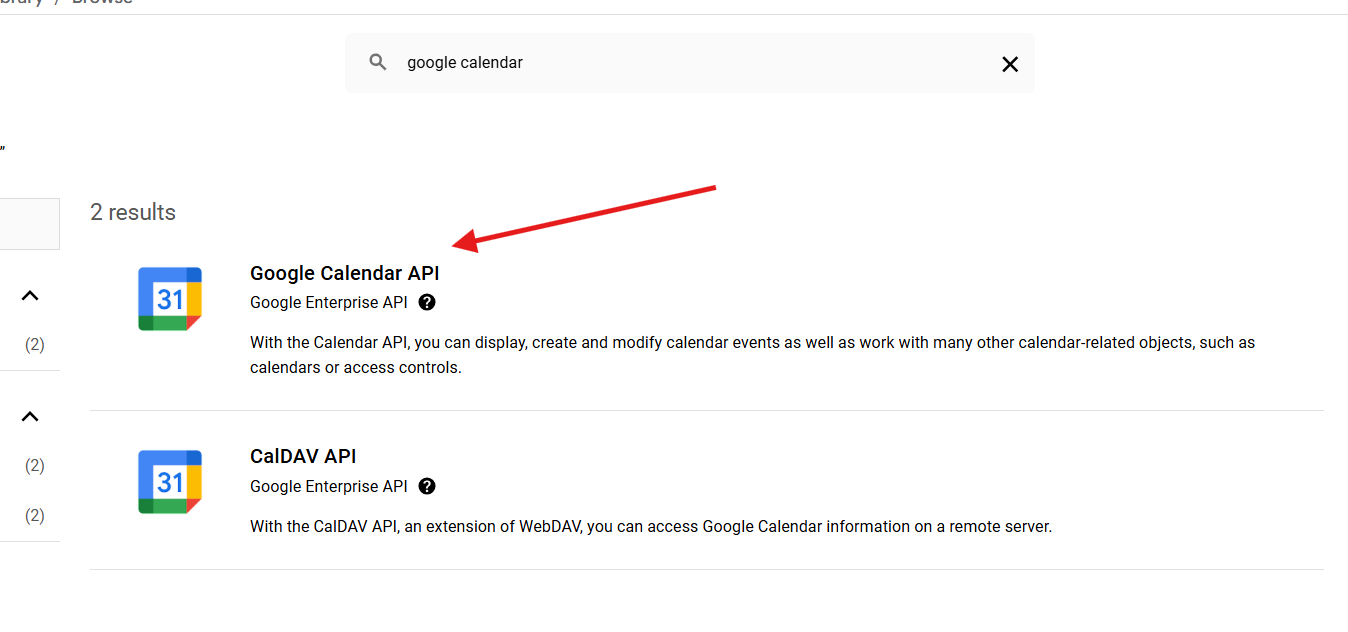 / Browse
google calendar
”
2 results
31
Google Calendar API
Google Enterprise API
With the Calendar API, you can display, create and modify calendar events as well as work with many other calendar-related objects, such as
calendars or access controls.
(2)
31
CalDAV API
Google Enterprise API
(2)
With the CalDAV API, an extension of WebDAV, you can access Google Calendar information on a remote server.
(2)